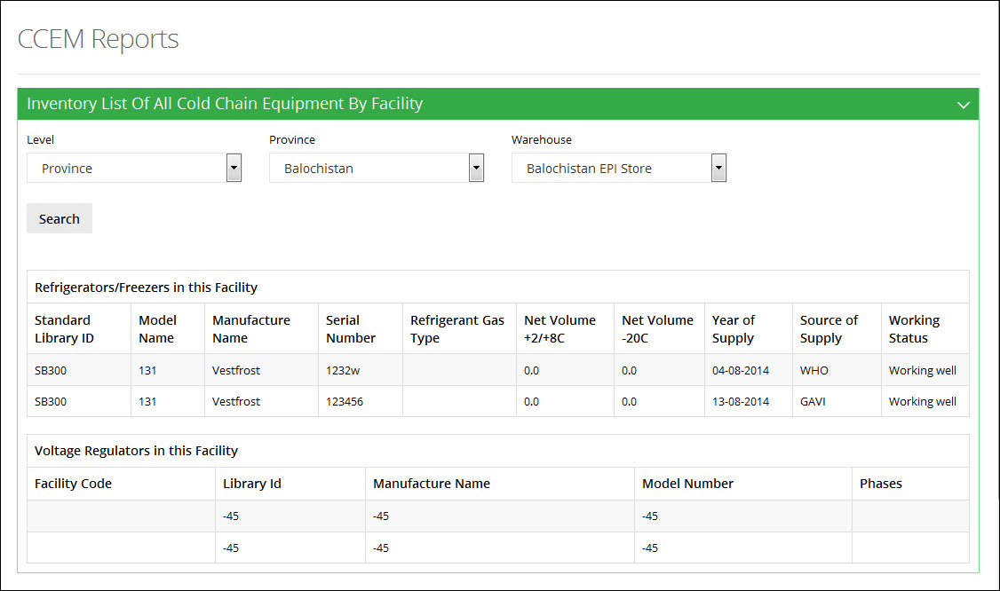 CCEM Reports
Inventory List Of All Cold Chain Equipment By Facility
Level Province Warehouse
Province Balochistan Balochistan EPI Store
Search
Refrigerators/Freezers in this Facility
Standard Library ID Model Name Manufacture Name Serial Number Refrigerant Gas Type Net Volume +2/+8C Net Volume -20C Year of Supply Source of Supply Working Status
SB300 131 Vestfrost 1232w 0.0 0.0 04-08-2014 WHO Working well
SB300 131 Vestfrost 123456 0.0 0.0 13-08-2014 GAVI Working well
Voltage Regulators in this Facility
Facility Code Library Id Manufacture Name Model Number Phases
-45 -45 -45
-45 -45 -45